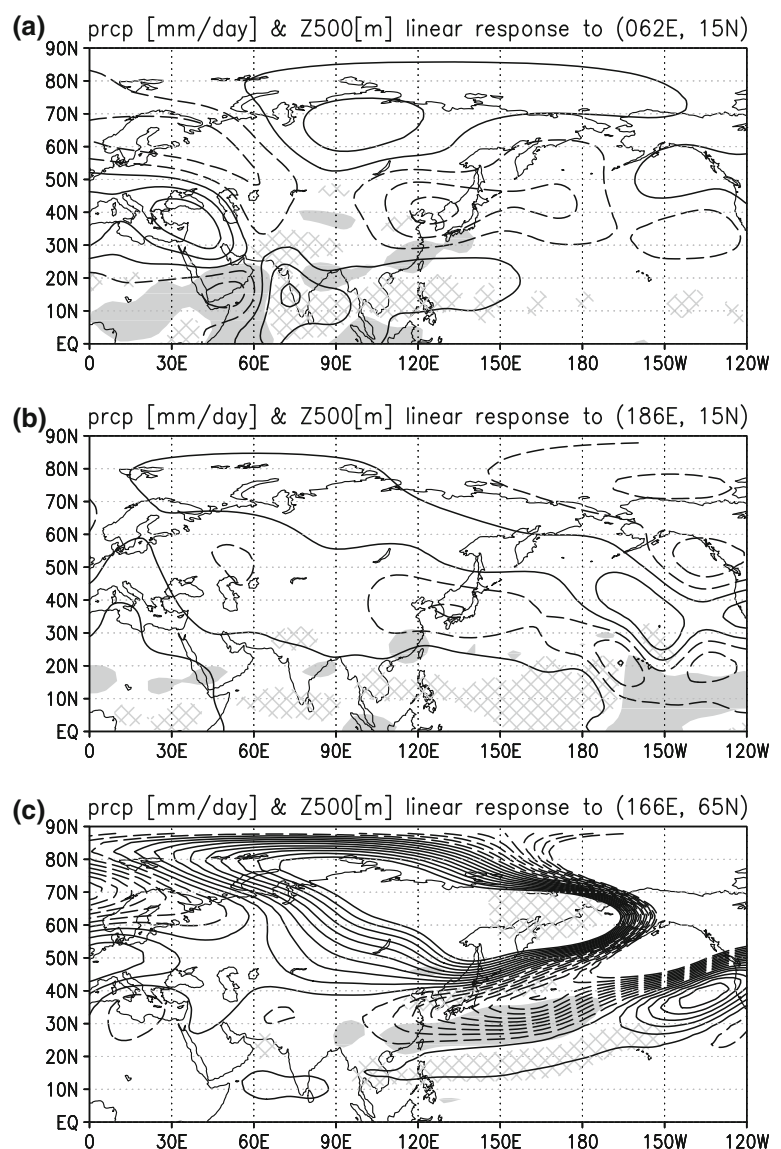 (a) prcp [mm/day] & Z500[m] linear response to (062E, 15N)
90N
80N
70N
60N
50N
40N
30N
20N
10N
EQ
0 30E 60E 90E 120E 150E 180 150W 120W
(b) prcp [mm/day] & Z500[m] linear response to (186E, 15N)
90N
80N
70N
60N
50N
40N
30N
20N
10N
EQ
0 30E 60E 90E 120E 150E 180 150W 120W
(c) prcp [mm/day] & Z500[m] linear response to (166E, 65N)
90N
80N
70N
60N
50N
40N
30N
20N
10N
EQ
0 30E 60E 90E 120E 150E 180 150W 120W